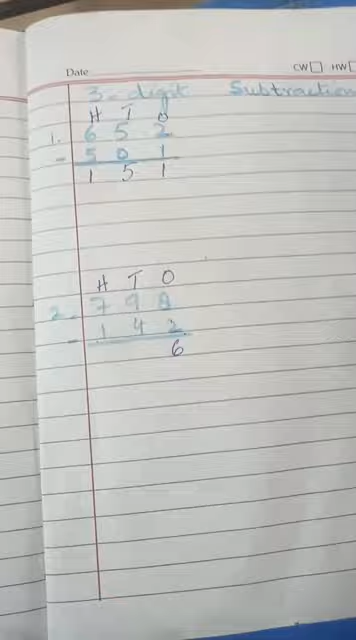 Date CW HW
3-digit Subtraction
H T O
1. 6 5 2
- 5 0 1
1 5 1
H T O
2. 7 9 8
- 1 4 2
6